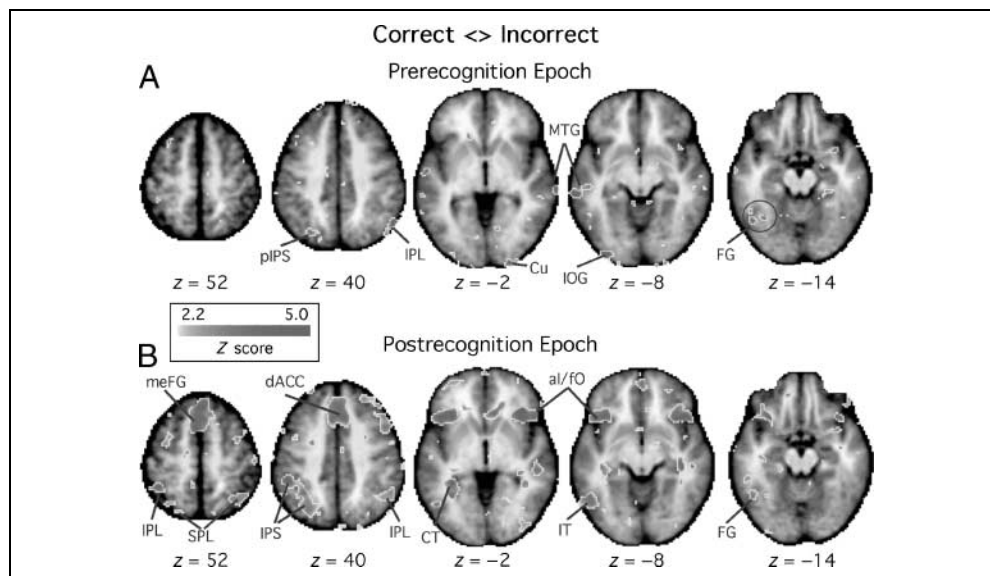 Correct <> Incorrect
A
Prerecognition Epoch
MTG
pIPS
IPL
Cu
IOG
FG
z = 52
z = 40
z = −2
z = −8
z = −14
2.2 5.0
Z score
B
Postrecognition Epoch
meFG
dACC
aI/fO
IPL
SPL
IPS
IPL
CT
IT
FG
z = 52
z = 40
z = −2
z = −8
z = −14